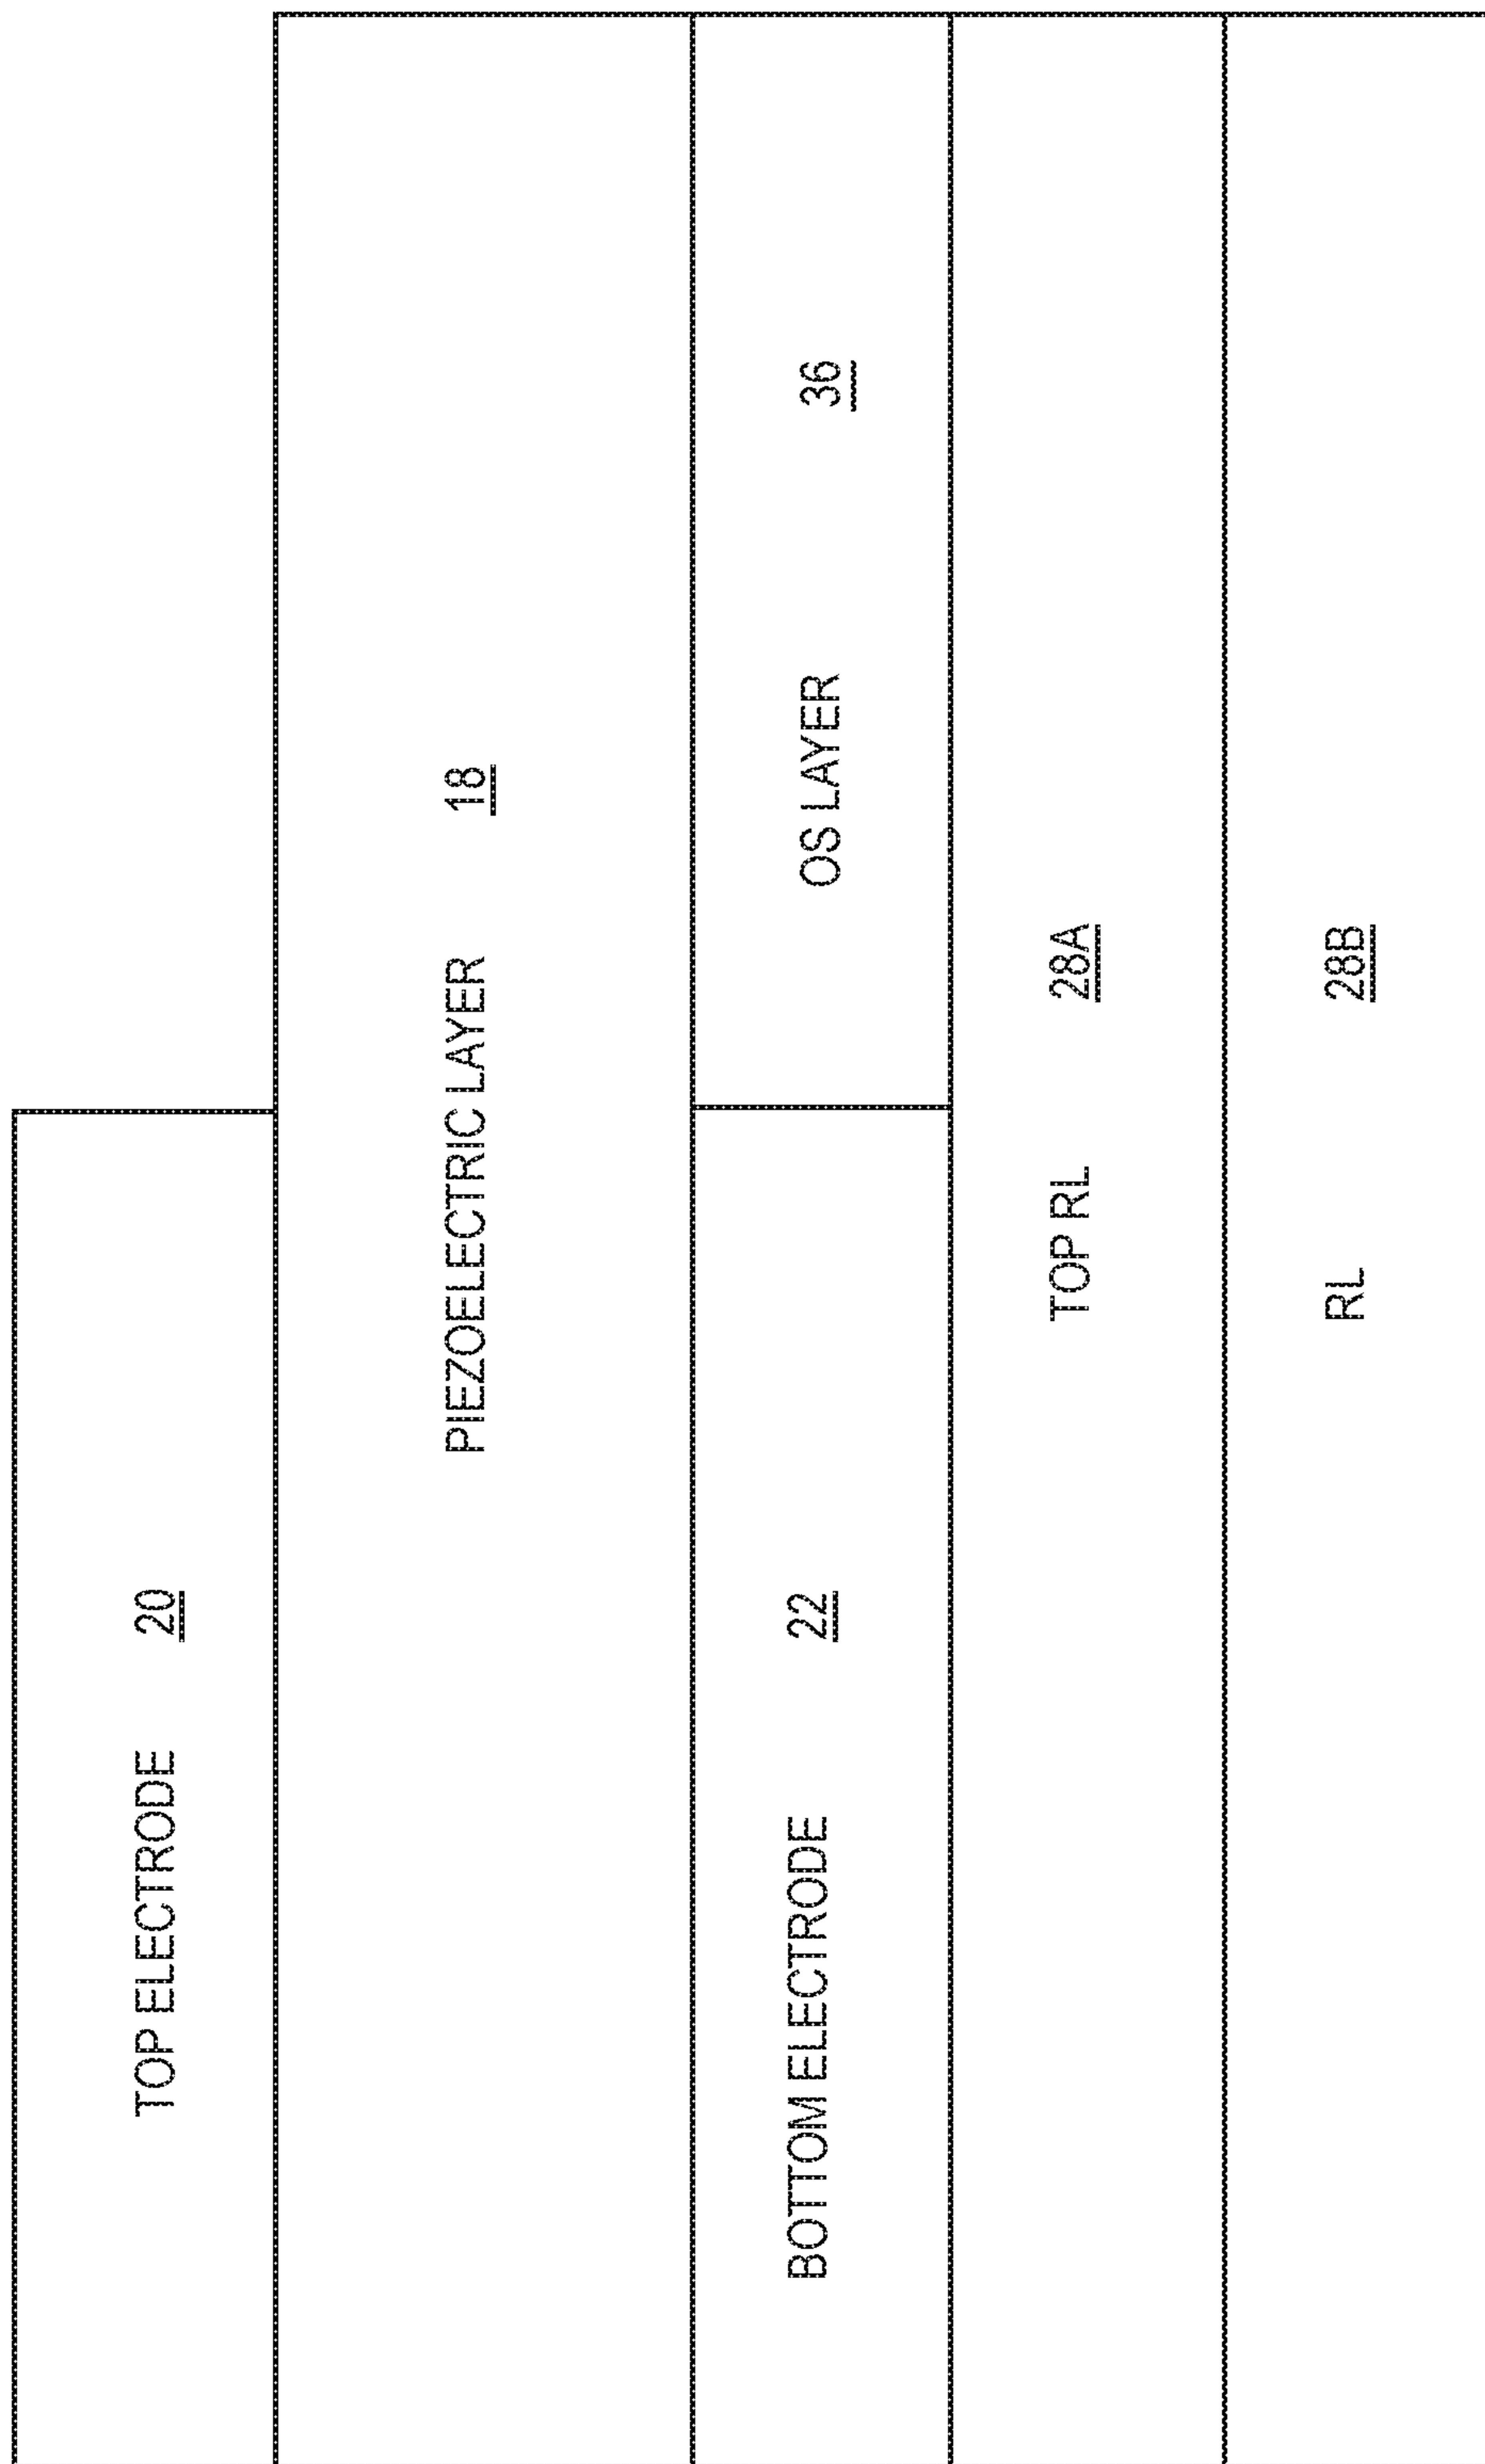 TOP ELECTRODE 20
PIEZOELECTRIC LAYER 18
BOTTOM ELECTRODE 22
OS LAYER 36
TOP RL 28A
RL 28B